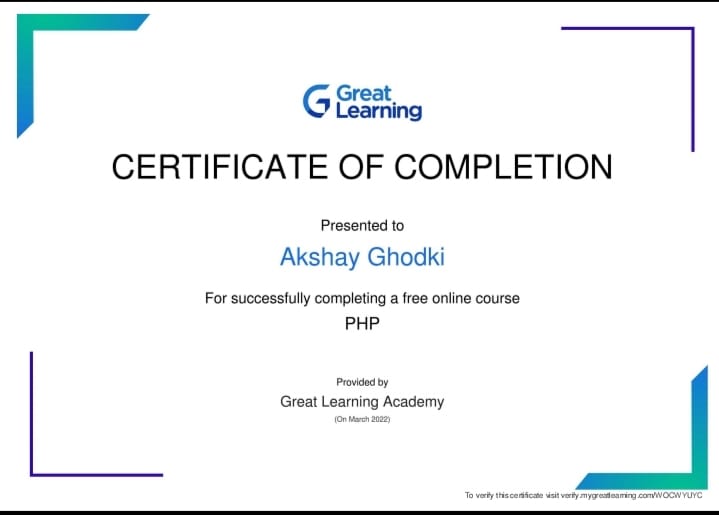 Great
Learning
CERTIFICATE OF COMPLETION
Presented to
Akshay Ghodki
For successfully completing a free online course
PHP
Provided by
Great Learning Academy
(On March 2022)
To verify this certificate visit verify.mygreatlearning.com/WOCWYUYC